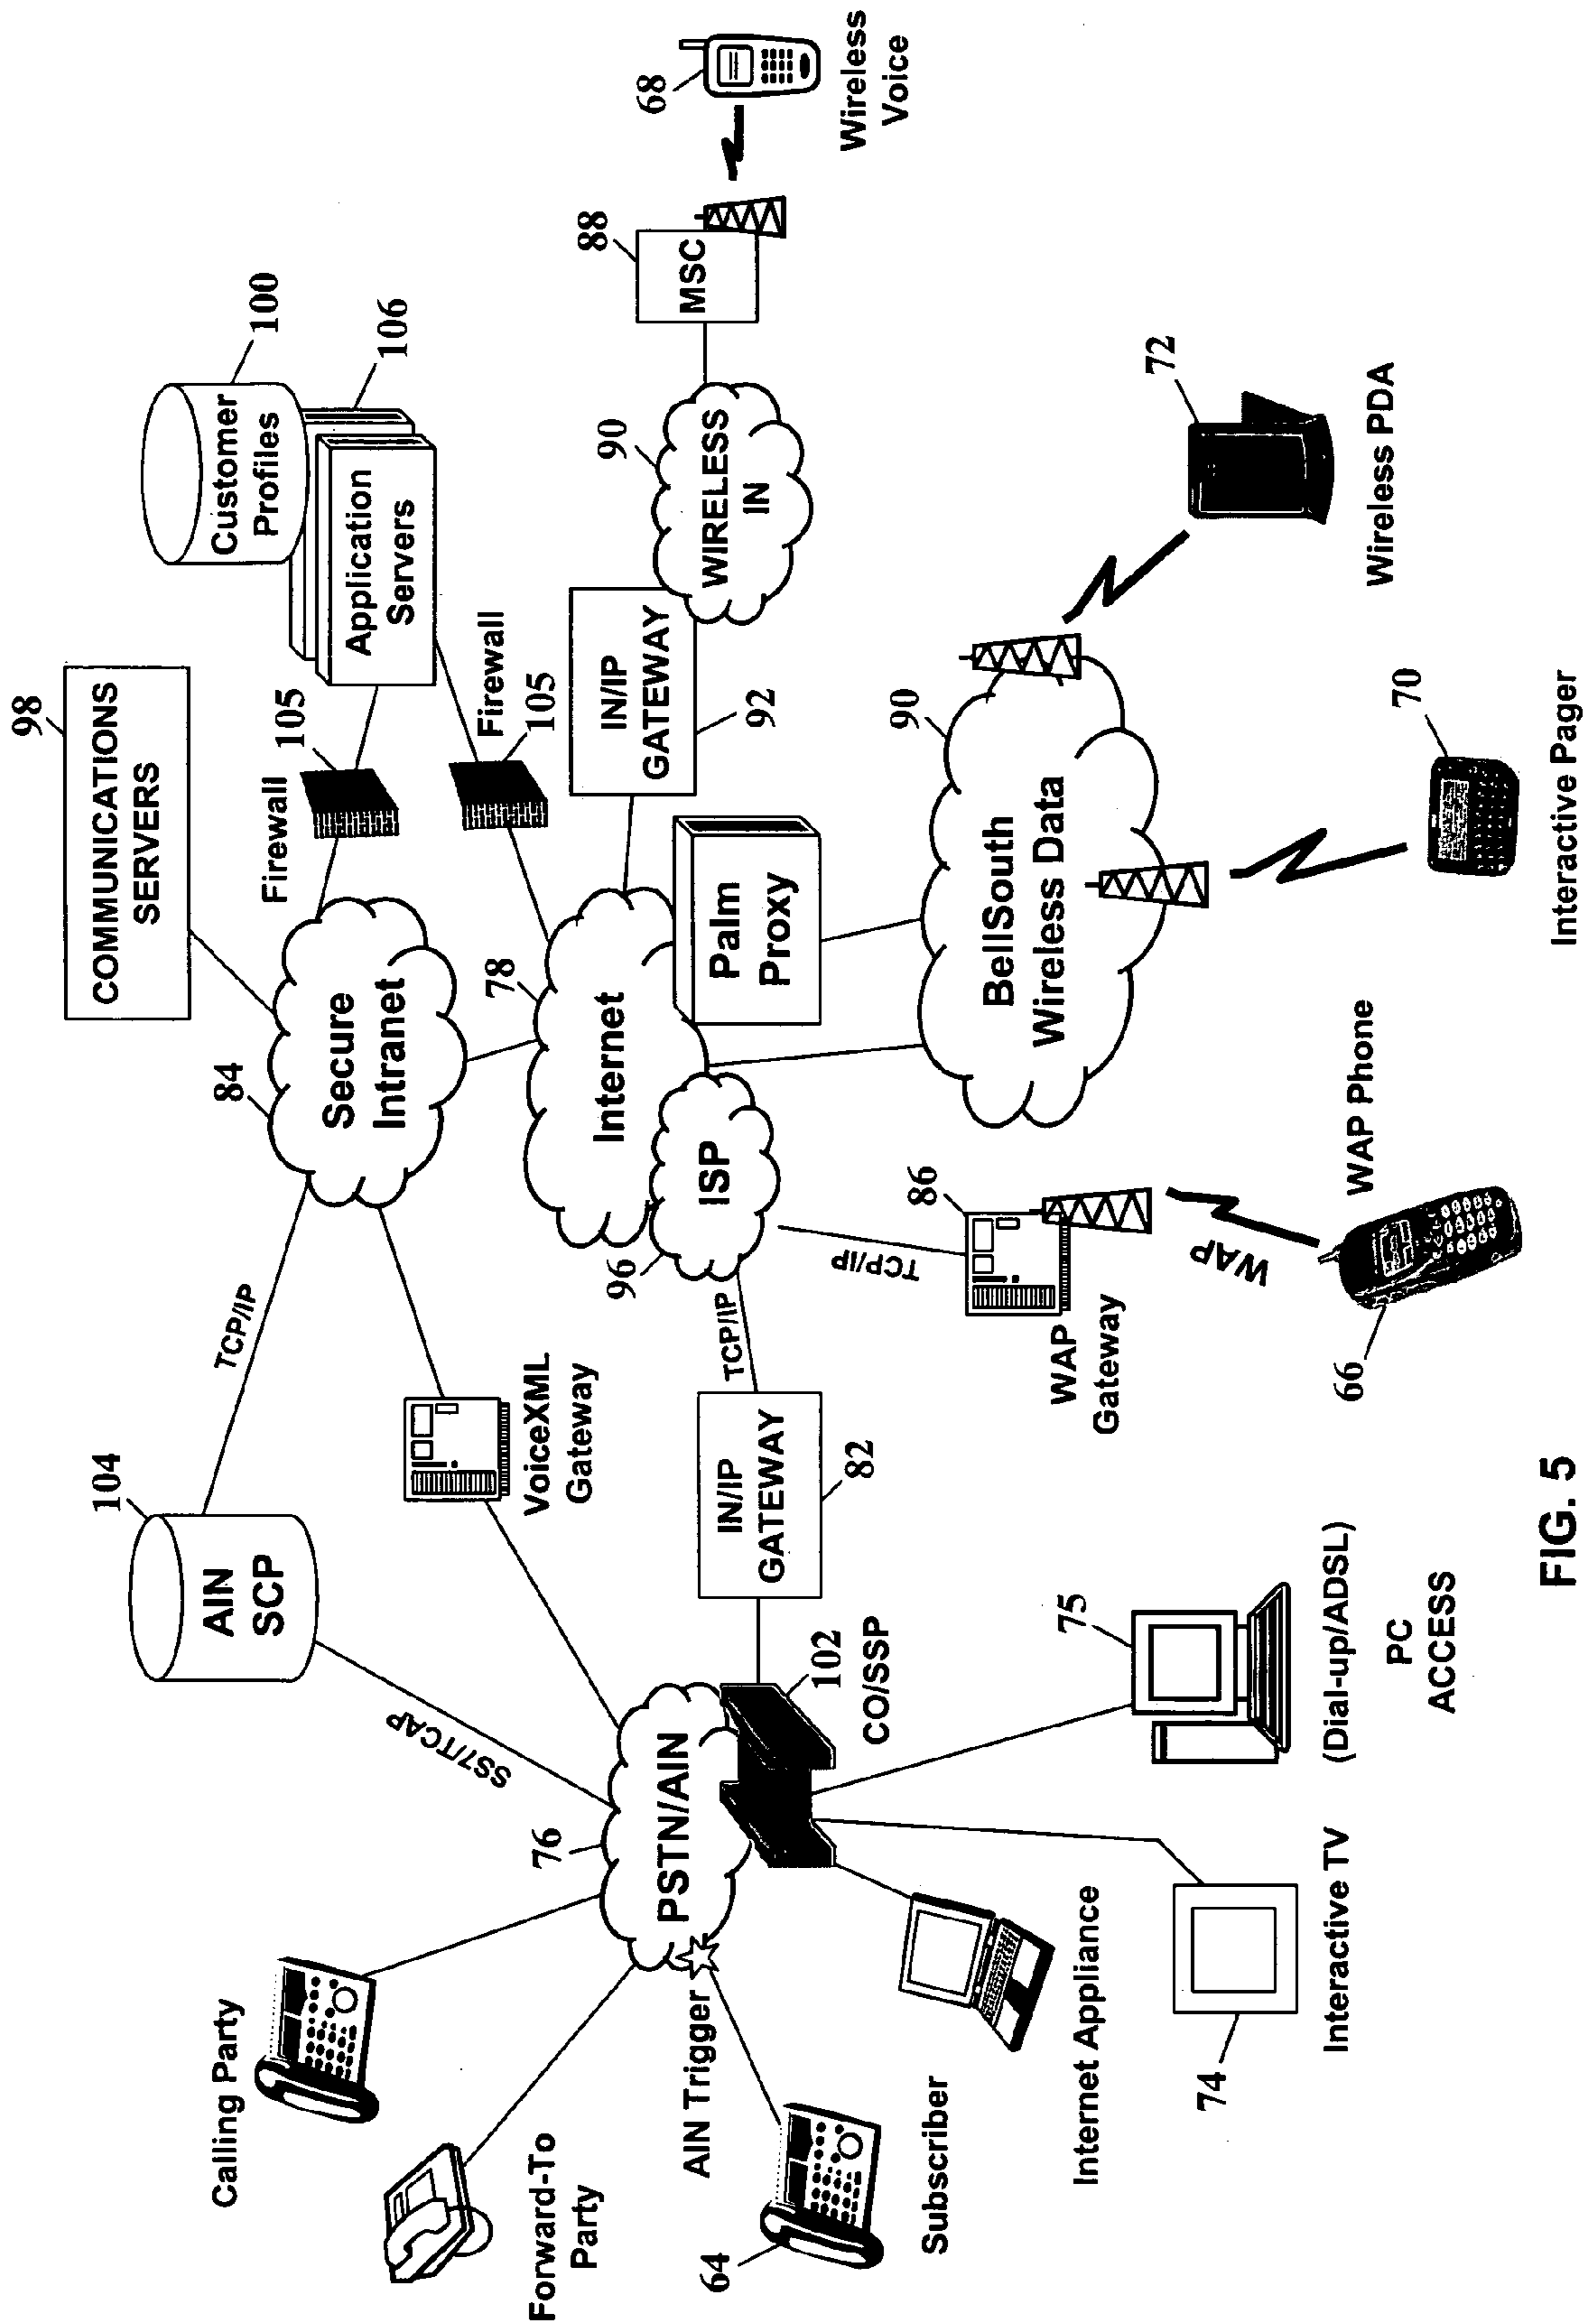 98
COMMUNICATIONS
SERVERS
100
Customer
Profiles
106
Application
Servers
104
AIN
SCP
TCP/IP
84
Secure
Intranet
Firewall
105
Firewall
105
88
MSC
68
Wireless
Voice
90
WIRELESS
IN
IN/IP
GATEWAY
92
Calling Party
SS7/TCAP
VoiceXML
Gateway
78
Internet
Palm
Proxy
Forward-To
Party
76
PSTN/AIN
AIN Trigger
102
CO/SSP
IN/IP
GATEWAY
82
TCP/IP
96
ISP
TCP/IP
86
WAP
Gateway
90
BellSouth
Wireless Data
72
Wireless PDA
64
Subscriber
Internet Appliance
74
Interactive TV
75
(Dial-up/ADSL)
PC
ACCESS
WAP
66
WAP Phone
70
Interactive Pager
FIG. 5